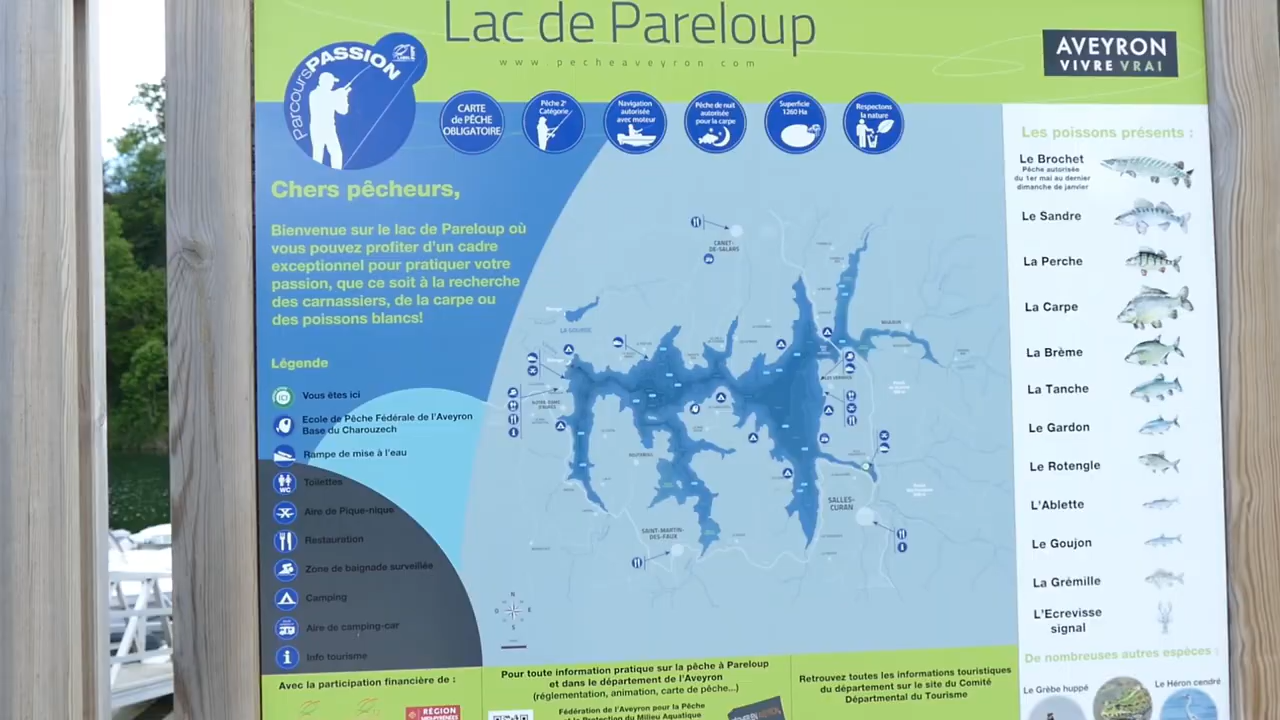 Lac de Pareloup
www.pecheaveyron.com
AVEYRON
VIVRE VRAI
Parcours PASSION
CARTE
de PÊCHE
OBLIGATOIRE
Pêche 2e
Catégorie
Navigation
autorisée
avec moteur
Pêche de nuit
autorisée
pour la carpe
Superficie
1260 Ha
Respectons
la nature
Chers pêcheurs,
Bienvenue sur le lac de Pareloup où
vous pouvez profiter d'un cadre
exceptionnel pour pratiquer votre
passion, que ce soit à la recherche
des carnassiers, de la carpe ou
des poissons blancs!
Légende
ICI
Vous êtes ici
Ecole de Pêche Fédérale de l'Aveyron
Base du Charouzech
Rampe de mise à l'eau
WC
Toilettes
Aire de Pique-nique
Restauration
Zone de baignade surveillée
Camping
Aire de camping-car
Info tourisme
CANET-
DE-SALARS
SALLES-
CURAN
SAINT-MARTIN-
DES-FAUX
N
O
E
S
Les poissons présents :
Le Brochet
Pêche autorisée
du 1er mai au dernier
dimanche de janvier
Le Sandre
La Perche
La Carpe
La Brème
La Tanche
Le Gardon
Le Rotengle
L'Ablette
Le Goujon
La Grémille
L'Ecrevisse
signal
De nombreuses autres espèces :
Le Grèbe huppé
Le Héron cendré
Avec la participation financière de :
RÉGION
MIDI-PYRÉNÉES
Pour toute information pratique sur la pêche à Pareloup
et dans le département de l'Aveyron
(réglementation, animation, carte de pêche...)
Fédération de l'Aveyron pour la Pêche
et la Protection du Milieu Aquatique
Retrouvez toutes les informations touristiques
du département sur le site du Comité
Départemental du Tourisme